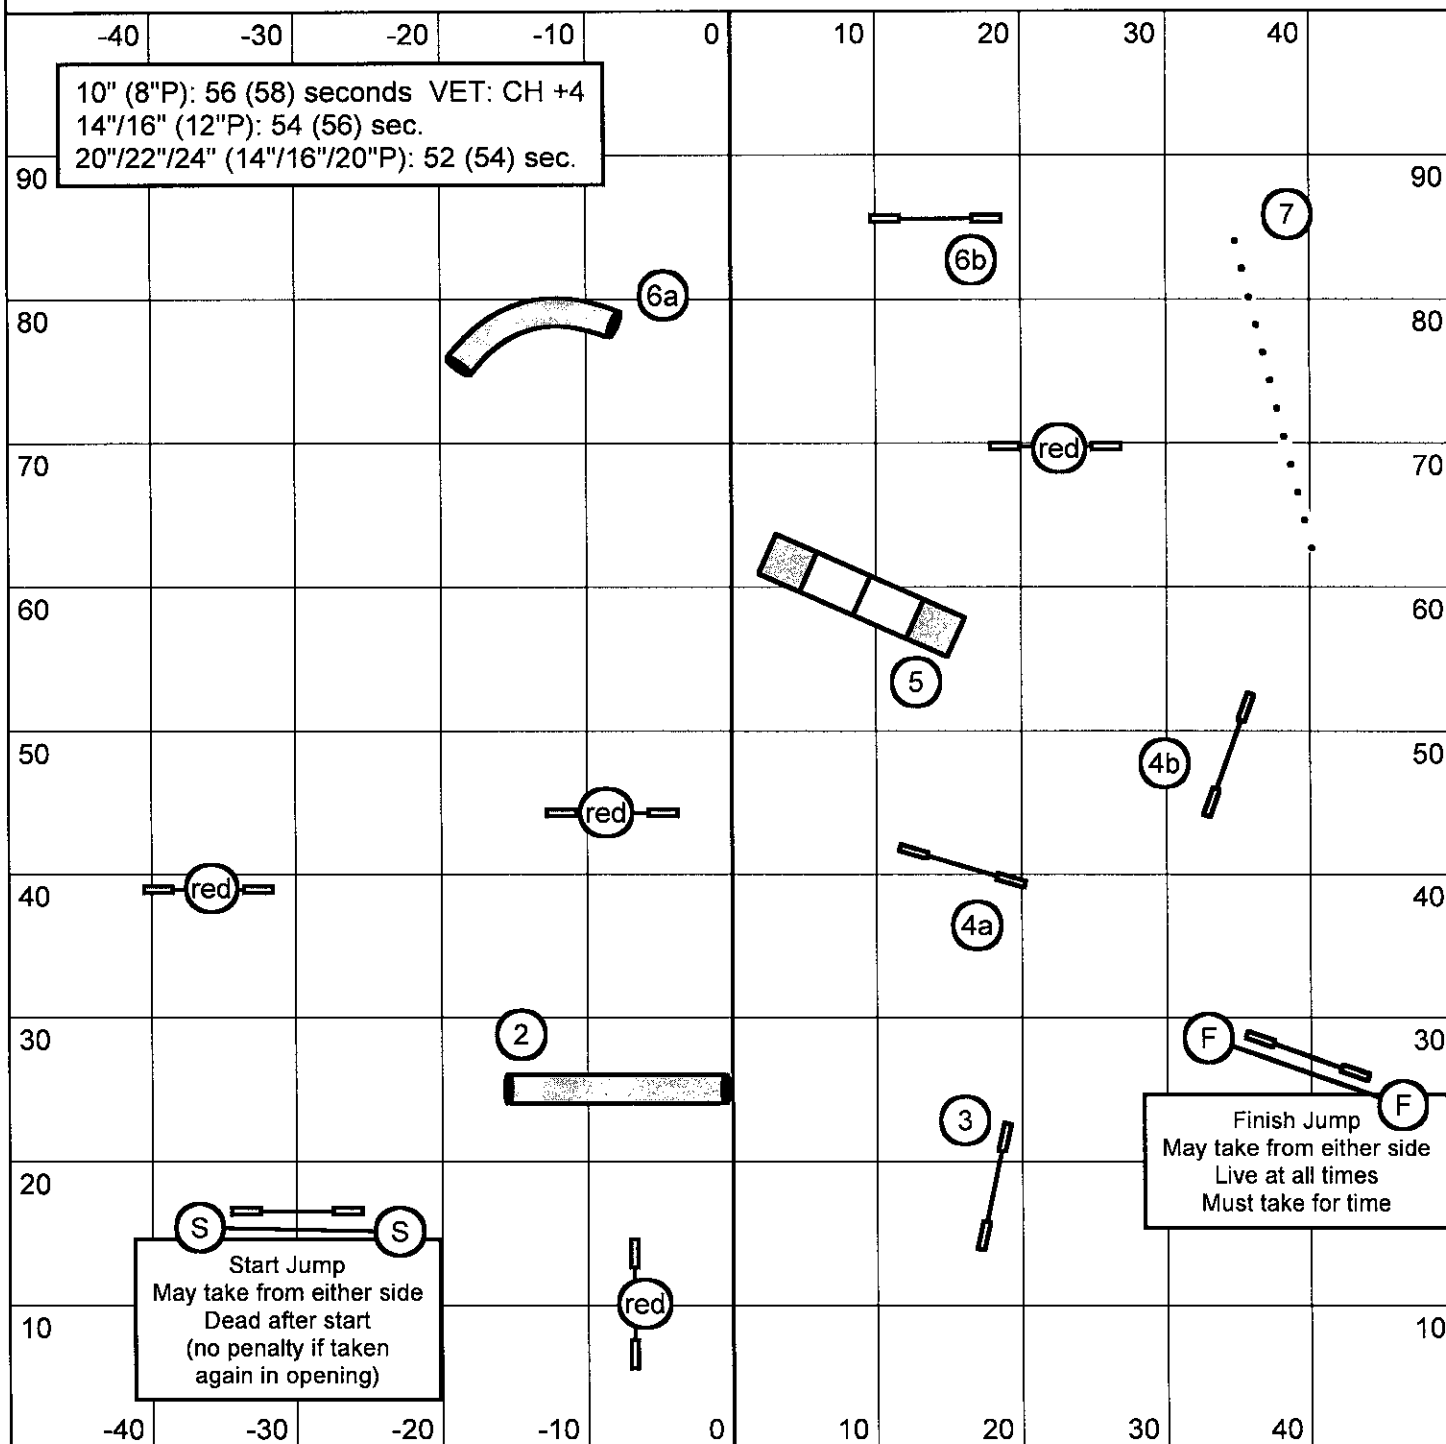 -40 -30 -20 -10 0 10 20 30 40
10" (8"P): 56 (58) seconds VET: CH +4
14"/16" (12"P): 54 (56) sec.
20"/22"/24" (14"/16"/20"P): 52 (54) sec.
90 90
7
6b
6a
80 80
red
70 70
60 60
5
50 50
4b
red
red
40 40
4a
2
30 F 30
F
3
Finish Jump
May take from either side
Live at all times
Must take for time
20 20
S S
Start Jump
May take from either side
Dead after start
(no penalty if taken
again in opening)
red
10 10
-40 -30 -20 -10 0 10 20 30 40